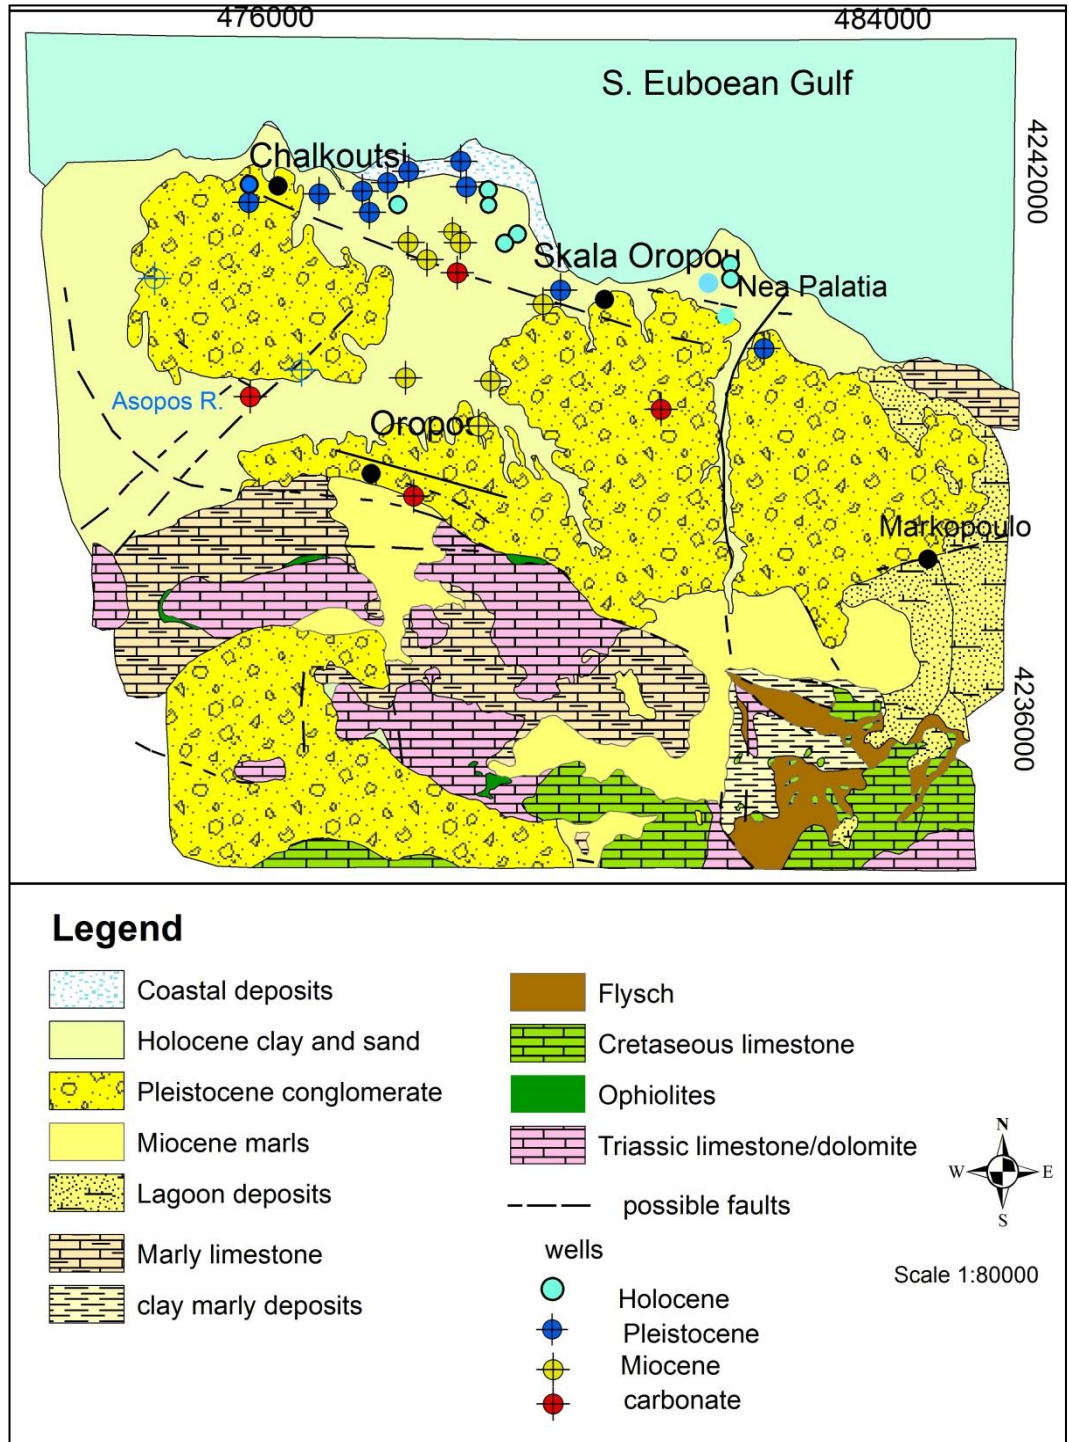 476000
484000
S. Euboean Gulf
4242000
Chalkoutsi
Skala Oropou
Nea Palatia
Asopos R.
Oropos
Markopoulo
4236000
Legend
Coastal deposits
Holocene clay and sand
Pleistocene conglomerate
Miocene marls
Lagoon deposits
Marly limestone
clay marly deposits
Flysch
Cretaseous limestone
Ophiolites
Triassic limestone/dolomite
possible faults
wells
Holocene
Pleistocene
Miocene
carbonate
N
W
E
S
Scale 1:80000